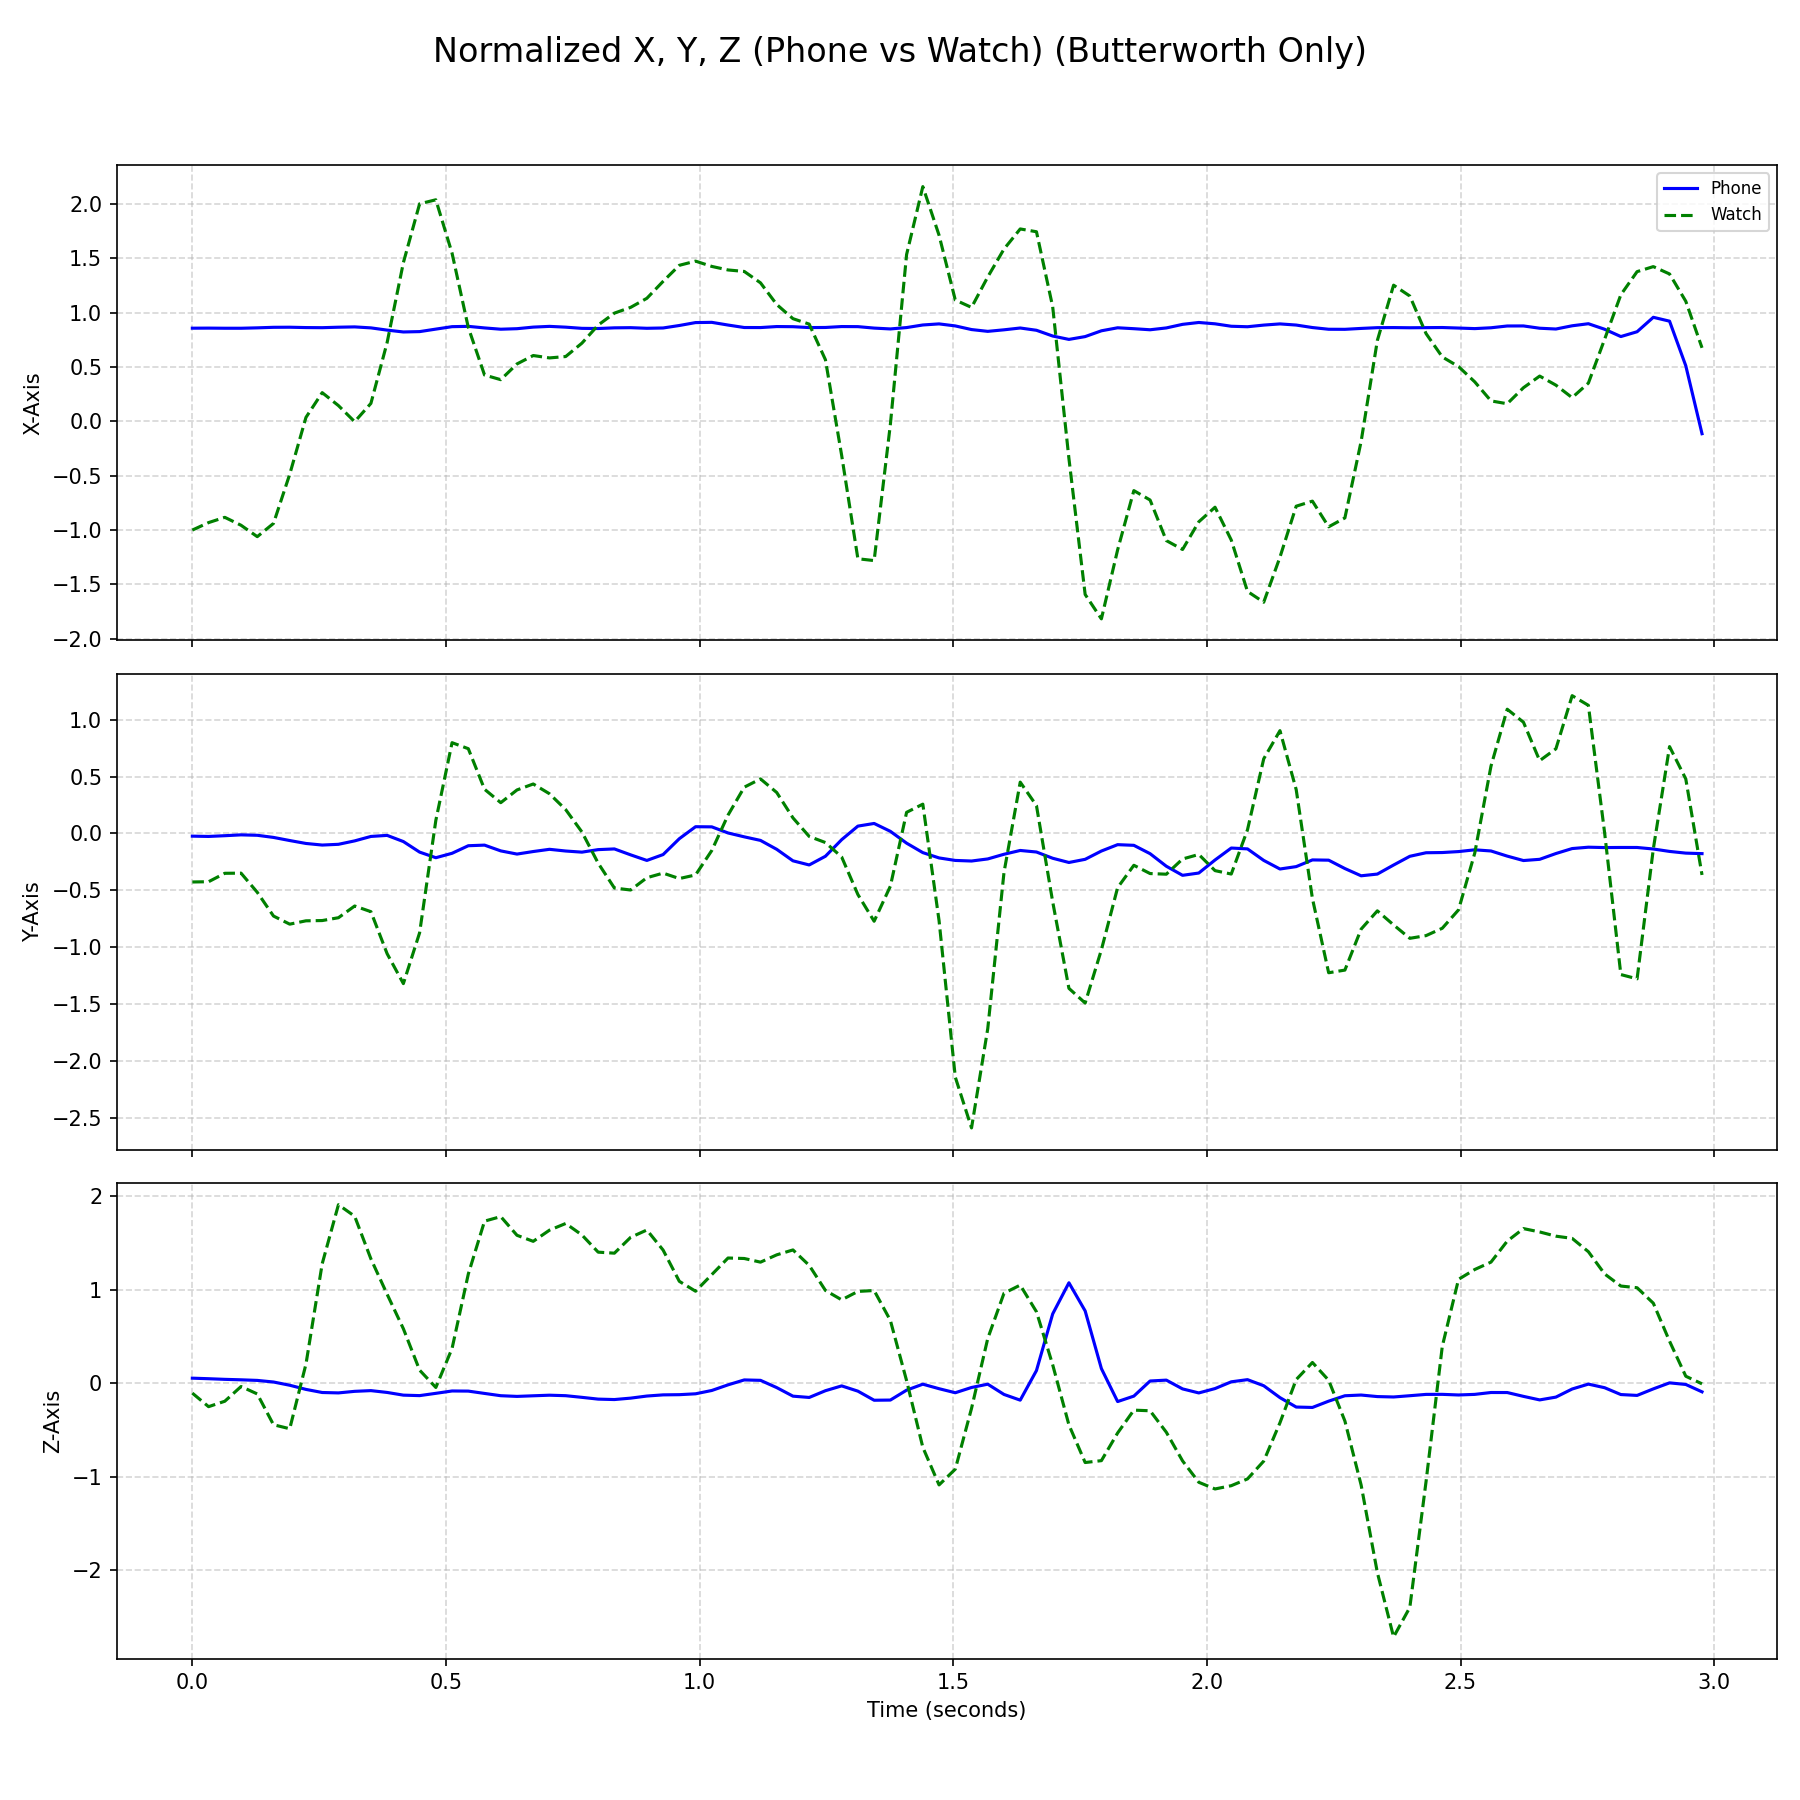 Normalized X, Y, Z (Phone vs Watch) (Butterworth Only)
Phone
Watch
2.0
1.5
1.0
0.5
0.0
−0.5
−1.0
−1.5
−2.0
X-Axis
1.0
0.5
0.0
−0.5
−1.0
−1.5
−2.0
−2.5
Y-Axis
2
1
0
−1
−2
Z-Axis
0.0 0.5 1.0 1.5 2.0 2.5 3.0
Time (seconds)